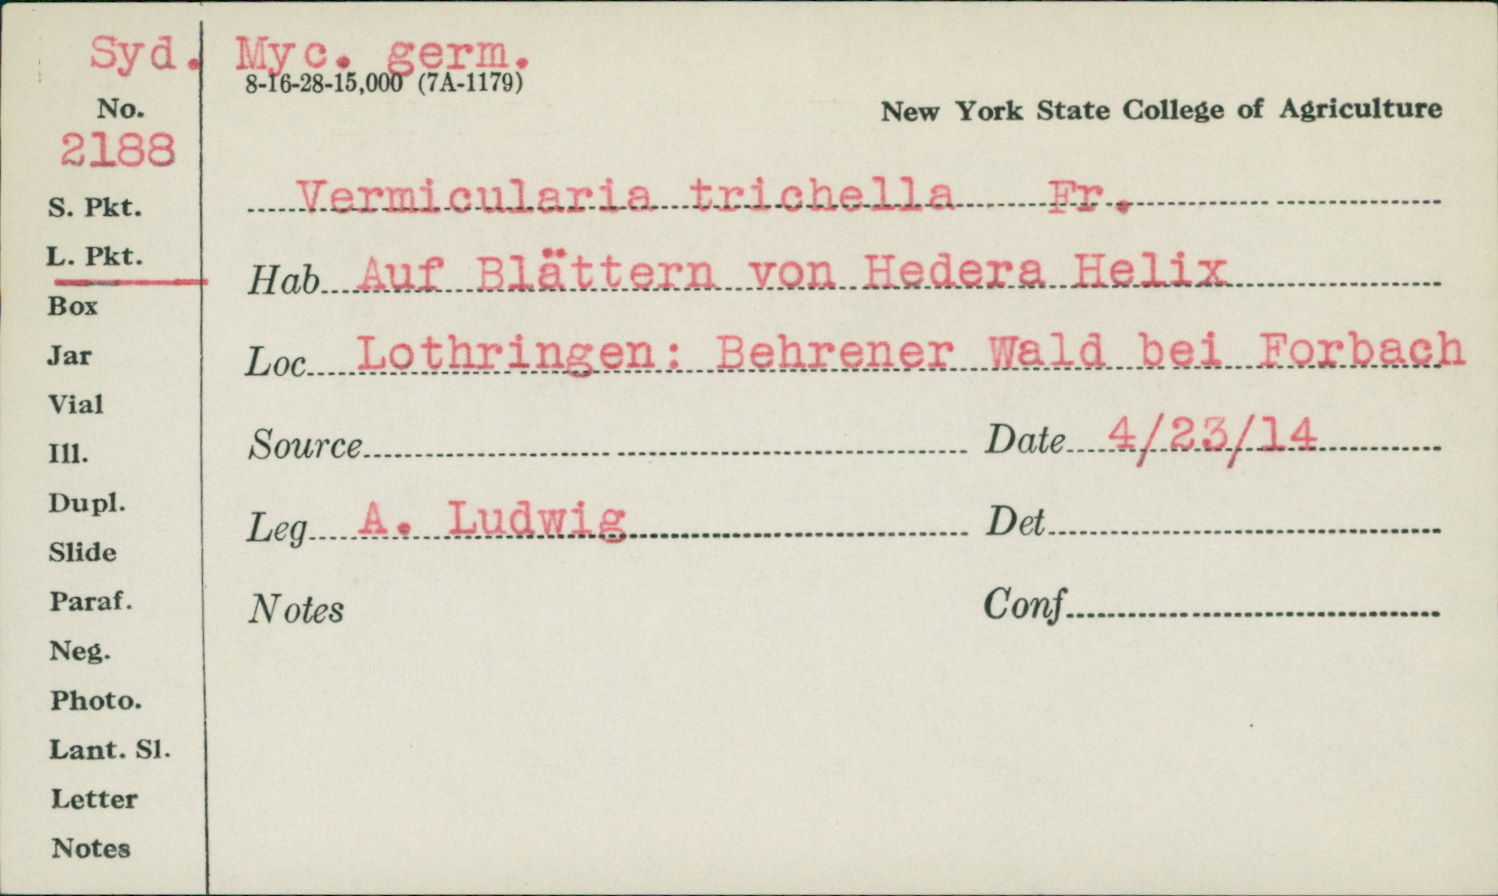 Syd. Myc. germ.
8-16-28-15,000 (7A-1179)
No.
New York State College of Agriculture
2188
Vermicularia trichella Fr.
S. Pkt.
L. Pkt.
Hab. Auf Blättern von Hedera Helix
Box
Jar
Loc. Lothringen: Behrener Wald bei Forbach
Vial
Ill.
Source Date 4/23/14
Dupl.
Leg A. Ludwig Det
Slide
Paraf.
Notes Conf
Neg.
Photo.
Lant. Sl.
Letter
Notes